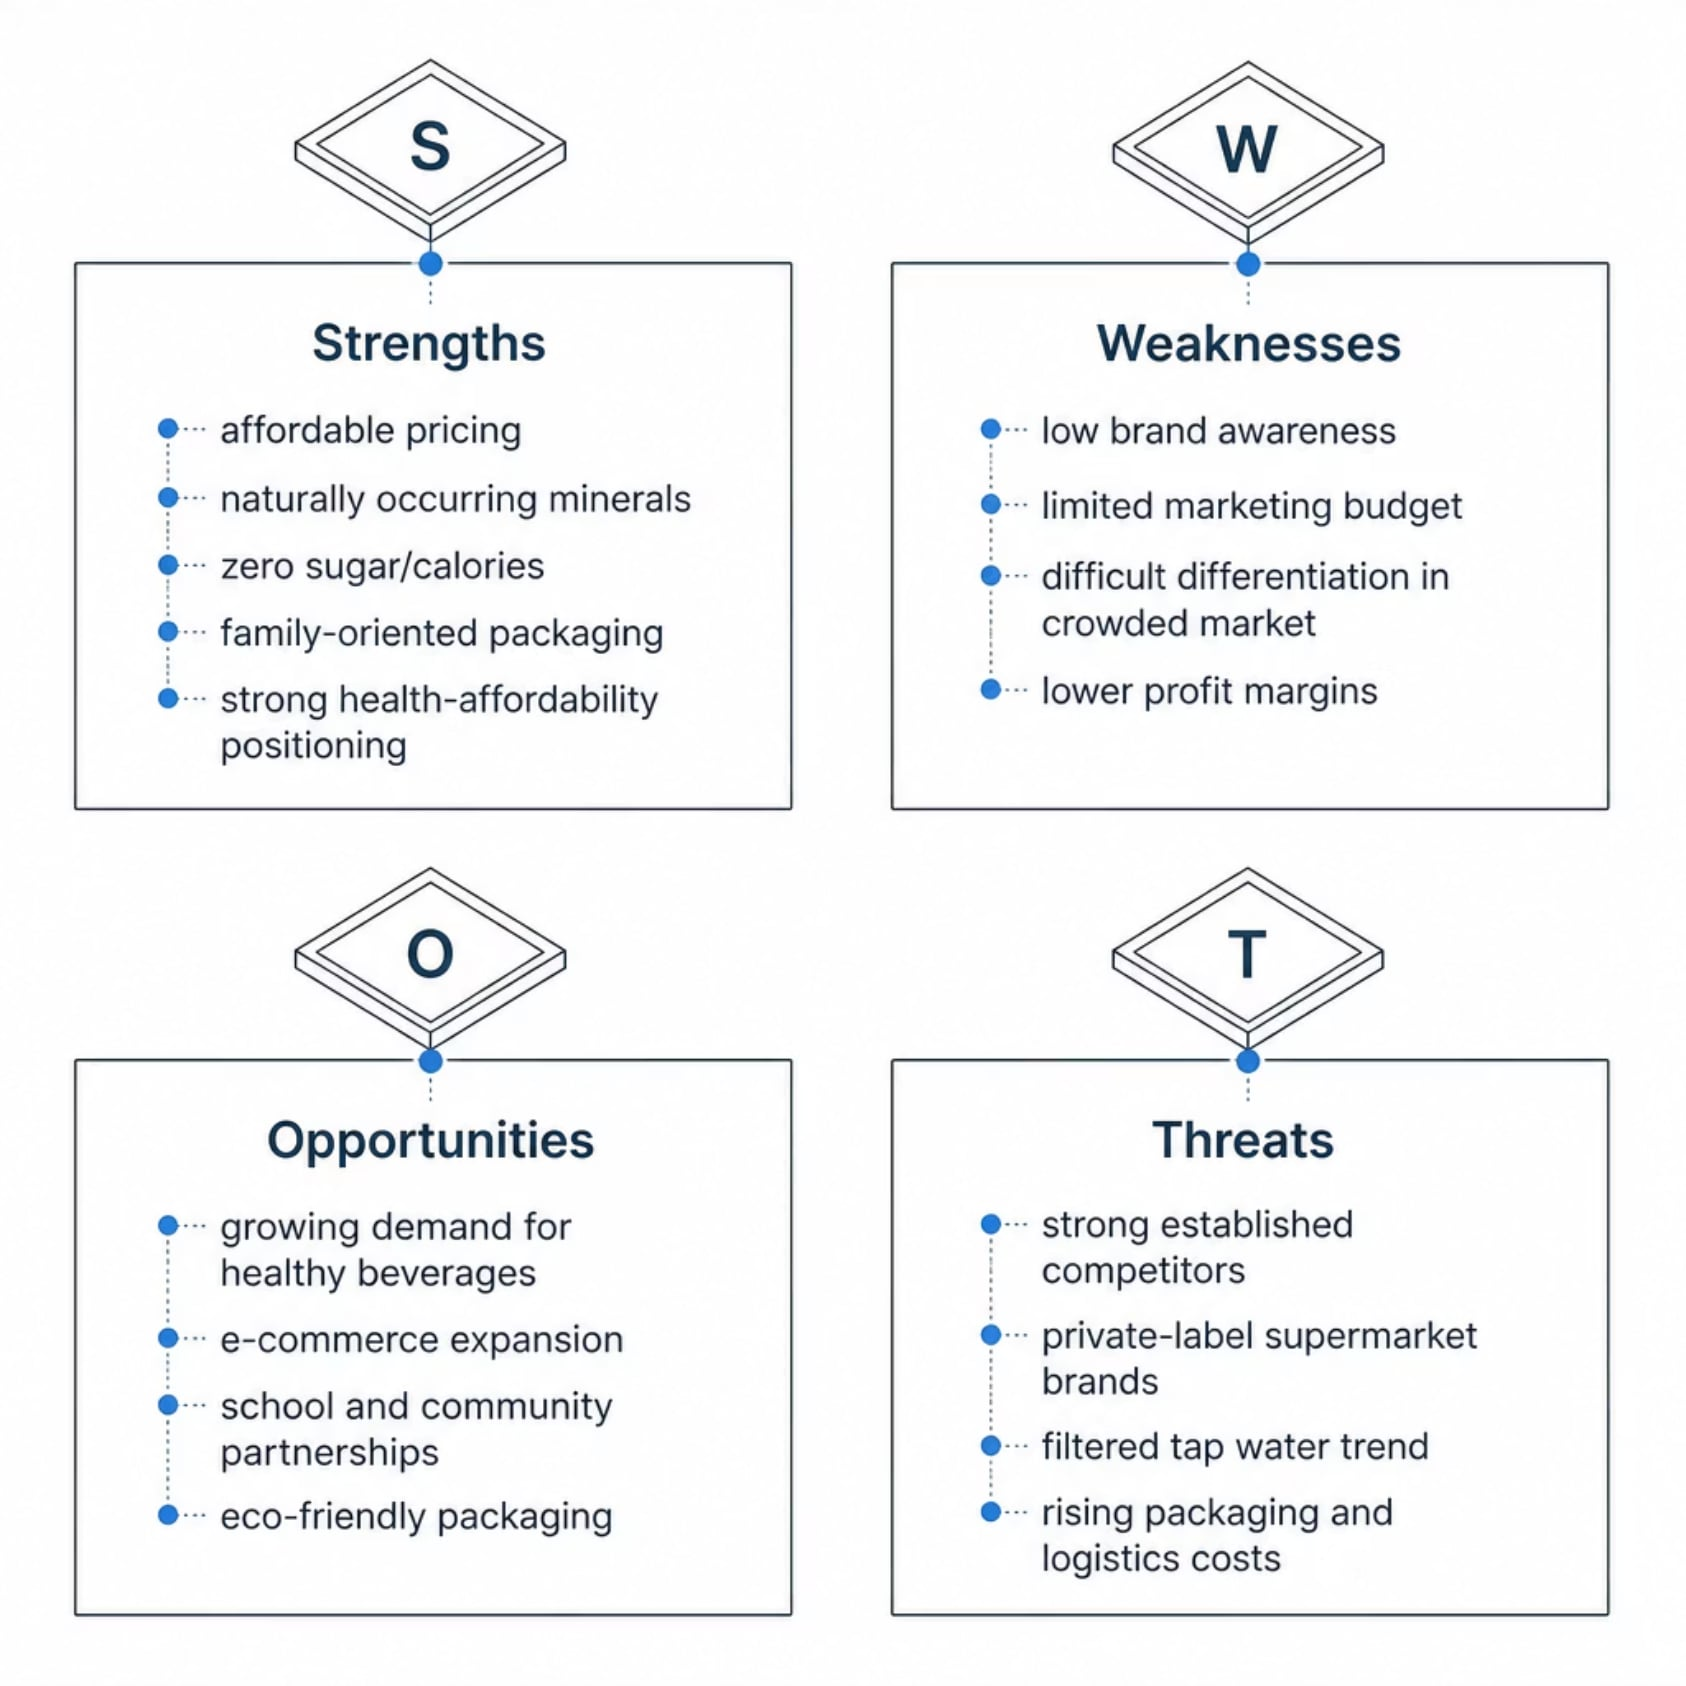 S
Strengths
affordable pricing
naturally occurring minerals
zero sugar/calories
family-oriented packaging
strong health-affordability
positioning
W
Weaknesses
low brand awareness
limited marketing budget
difficult differentiation in
crowded market
lower profit margins
O
Opportunities
growing demand for
healthy beverages
e-commerce expansion
school and community
partnerships
eco-friendly packaging
T
Threats
strong established
competitors
private-label supermarket
brands
filtered tap water trend
rising packaging and
logistics costs